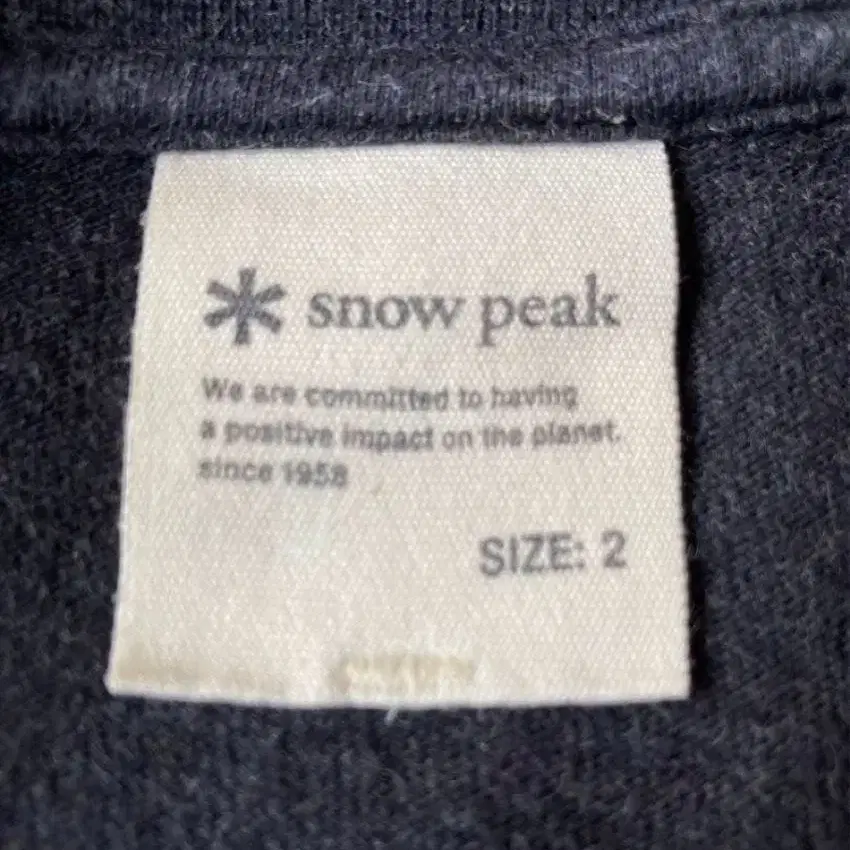 snow peak
We are committed to having
a positive impact on the planet.
since 1958
SIZE: 2